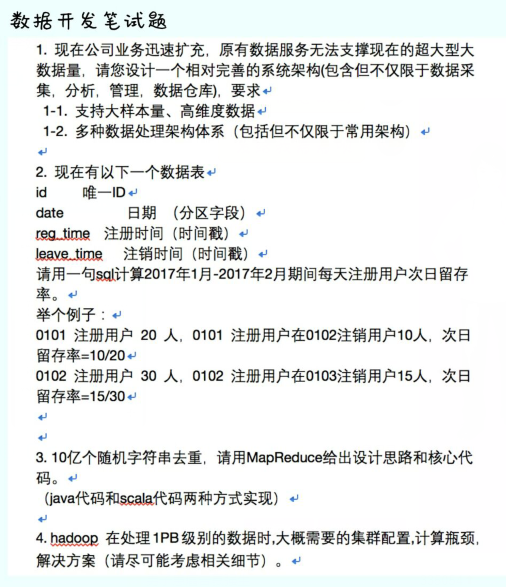 数据开发笔试题
1. 现在公司业务迅速扩充，原有数据服务无法支撑现在的超大型大
数据量，请您设计一个相对完善的系统架构(包含但不仅限于数据采
集，分析，管理，数据仓库)，要求
1-1. 支持大样本量、高维度数据
1-2. 多种数据处理架构体系（包括但不仅限于常用架构）
2. 现在有以下一个数据表
id 唯一ID
date 日期 （分区字段）
reg_time 注册时间（时间戳）
leave_time 注销时间（时间戳）
请用一句sql计算2017年1月-2017年2月期间每天注册用户次日留存
率。
举个例子：
0101 注册用户 20 人，0101 注册用户在0102注销用户10人，次日
留存率=10/20
0102 注册用户 30 人，0102 注册用户在0103注销用户15人，次日
留存率=15/30
3. 10亿个随机字符串去重，请用MapReduce给出设计思路和核心代
码。
（java代码和scala代码两种方式实现）
4. hadoop 在处理1PB级别的数据时,大概需要的集群配置,计算瓶颈,
解决方案（请尽可能考虑相关细节）。